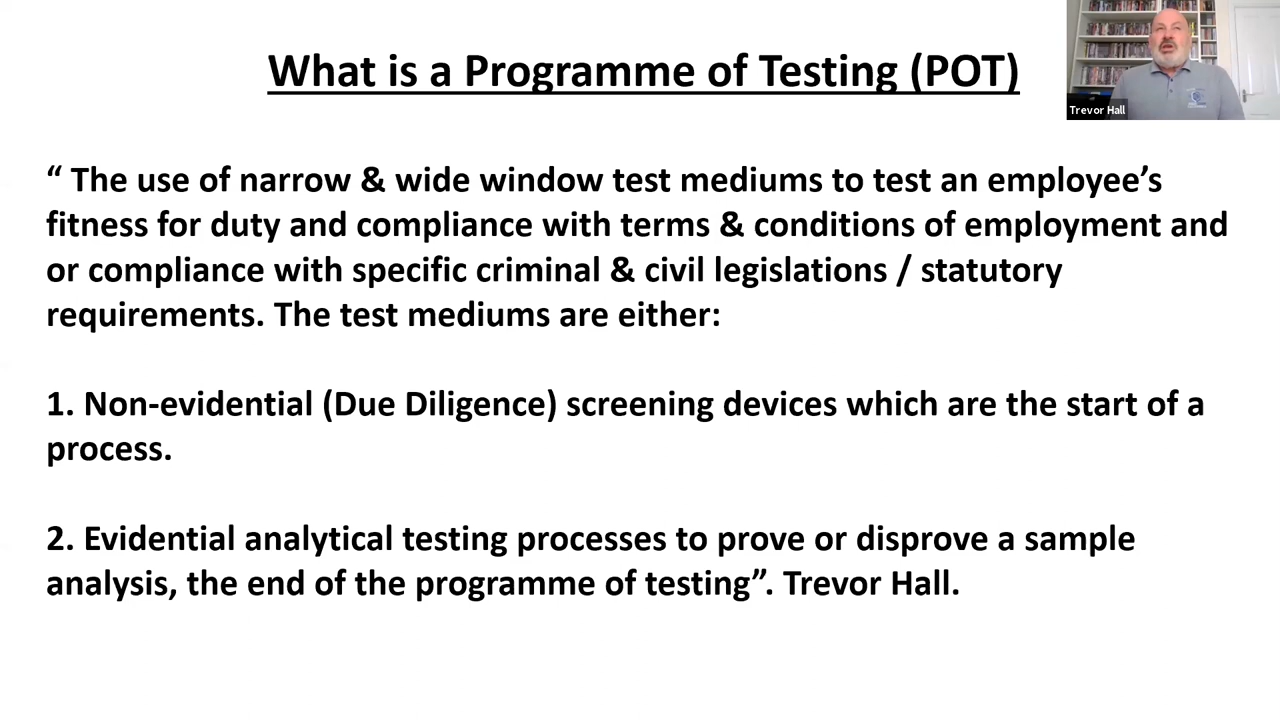 What is a Programme of Testing (POT)
Trevor Hall
“ The use of narrow & wide window test mediums to test an employee’s
fitness for duty and compliance with terms & conditions of employment and
or compliance with specific criminal & civil legislations / statutory
requirements. The test mediums are either:
1. Non-evidential (Due Diligence) screening devices which are the start of a
process.
2. Evidential analytical testing processes to prove or disprove a sample
analysis, the end of the programme of testing”. Trevor Hall.